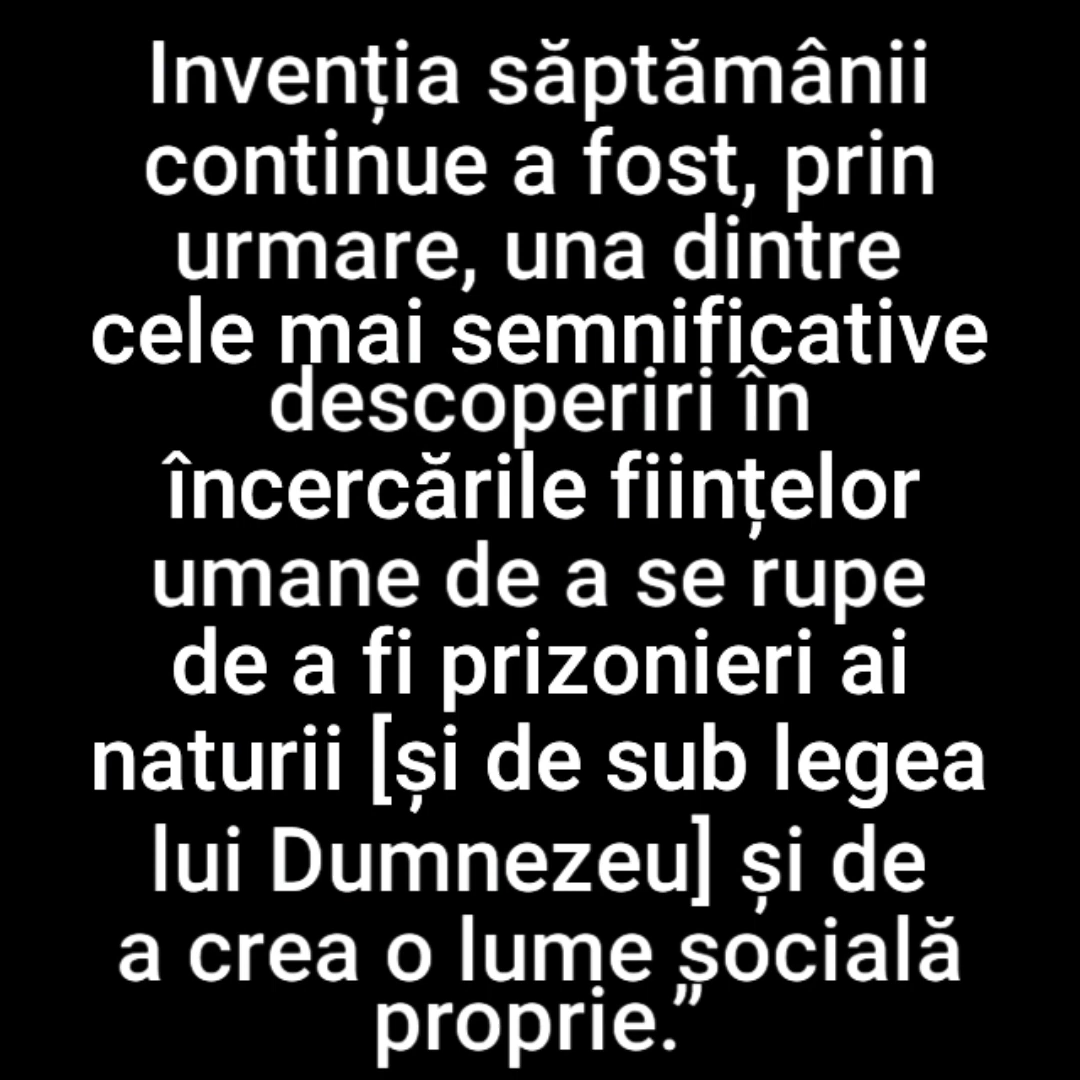 Invenția săptămânii
continue a fost, prin
urmare, una dintre
cele mai semnificative
descoperiri în
încercările ființelor
umane de a se rupe
de a fi prizonieri ai
naturii [și de sub legea
lui Dumnezeu] și de
a crea o lume socială
proprie.”